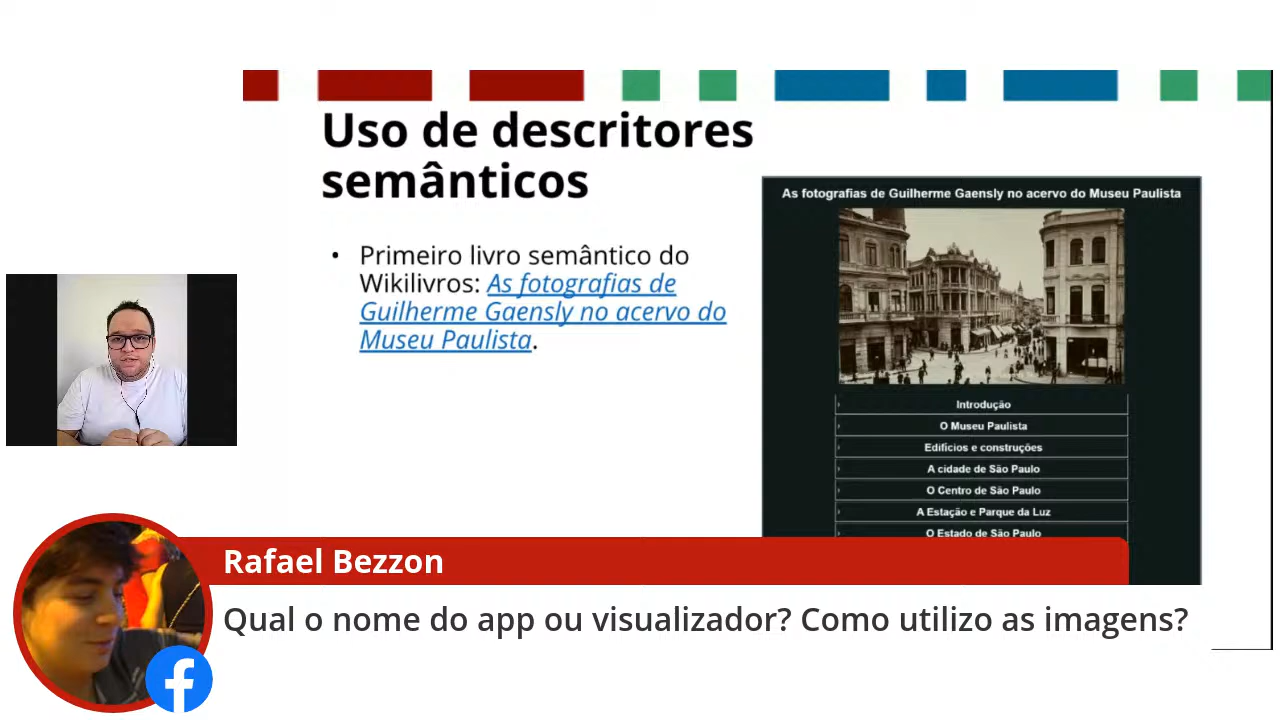 Uso de descritores
semânticos
• Primeiro livro semântico do
Wikilivros: As fotografias de
Guilherme Gaensly no acervo do
Museu Paulista.
As fotografias de Guilherme Gaensly no acervo do Museu Paulista
Introdução
O Museu Paulista
Edifícios e construções
A cidade de São Paulo
O Centro de São Paulo
A Estação e Parque da Luz
O Estado de São Paulo
Rafael Bezzon
Qual o nome do app ou visualizador? Como utilizo as imagens?